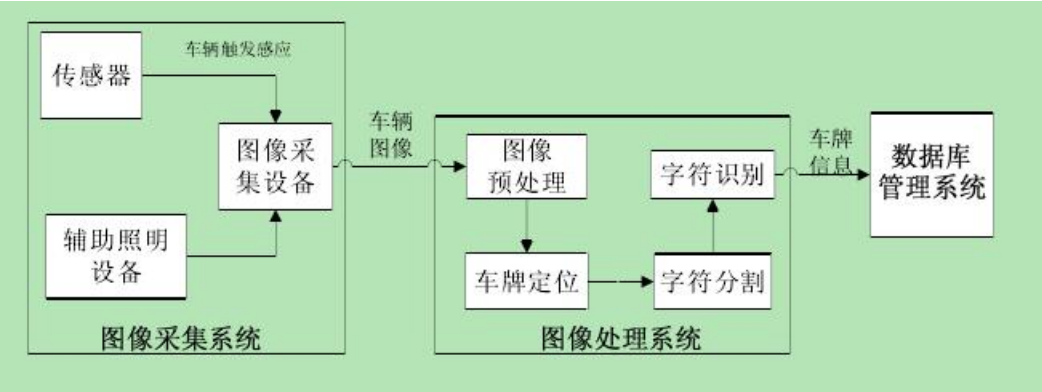 传感器
车辆触发感应
图像采
集设备
辅助照明
设备
图像采集系统
车辆
图像
图像
预处理
车牌定位
字符分割
字符识别
图像处理系统
车牌
信息
数据库
管理系统